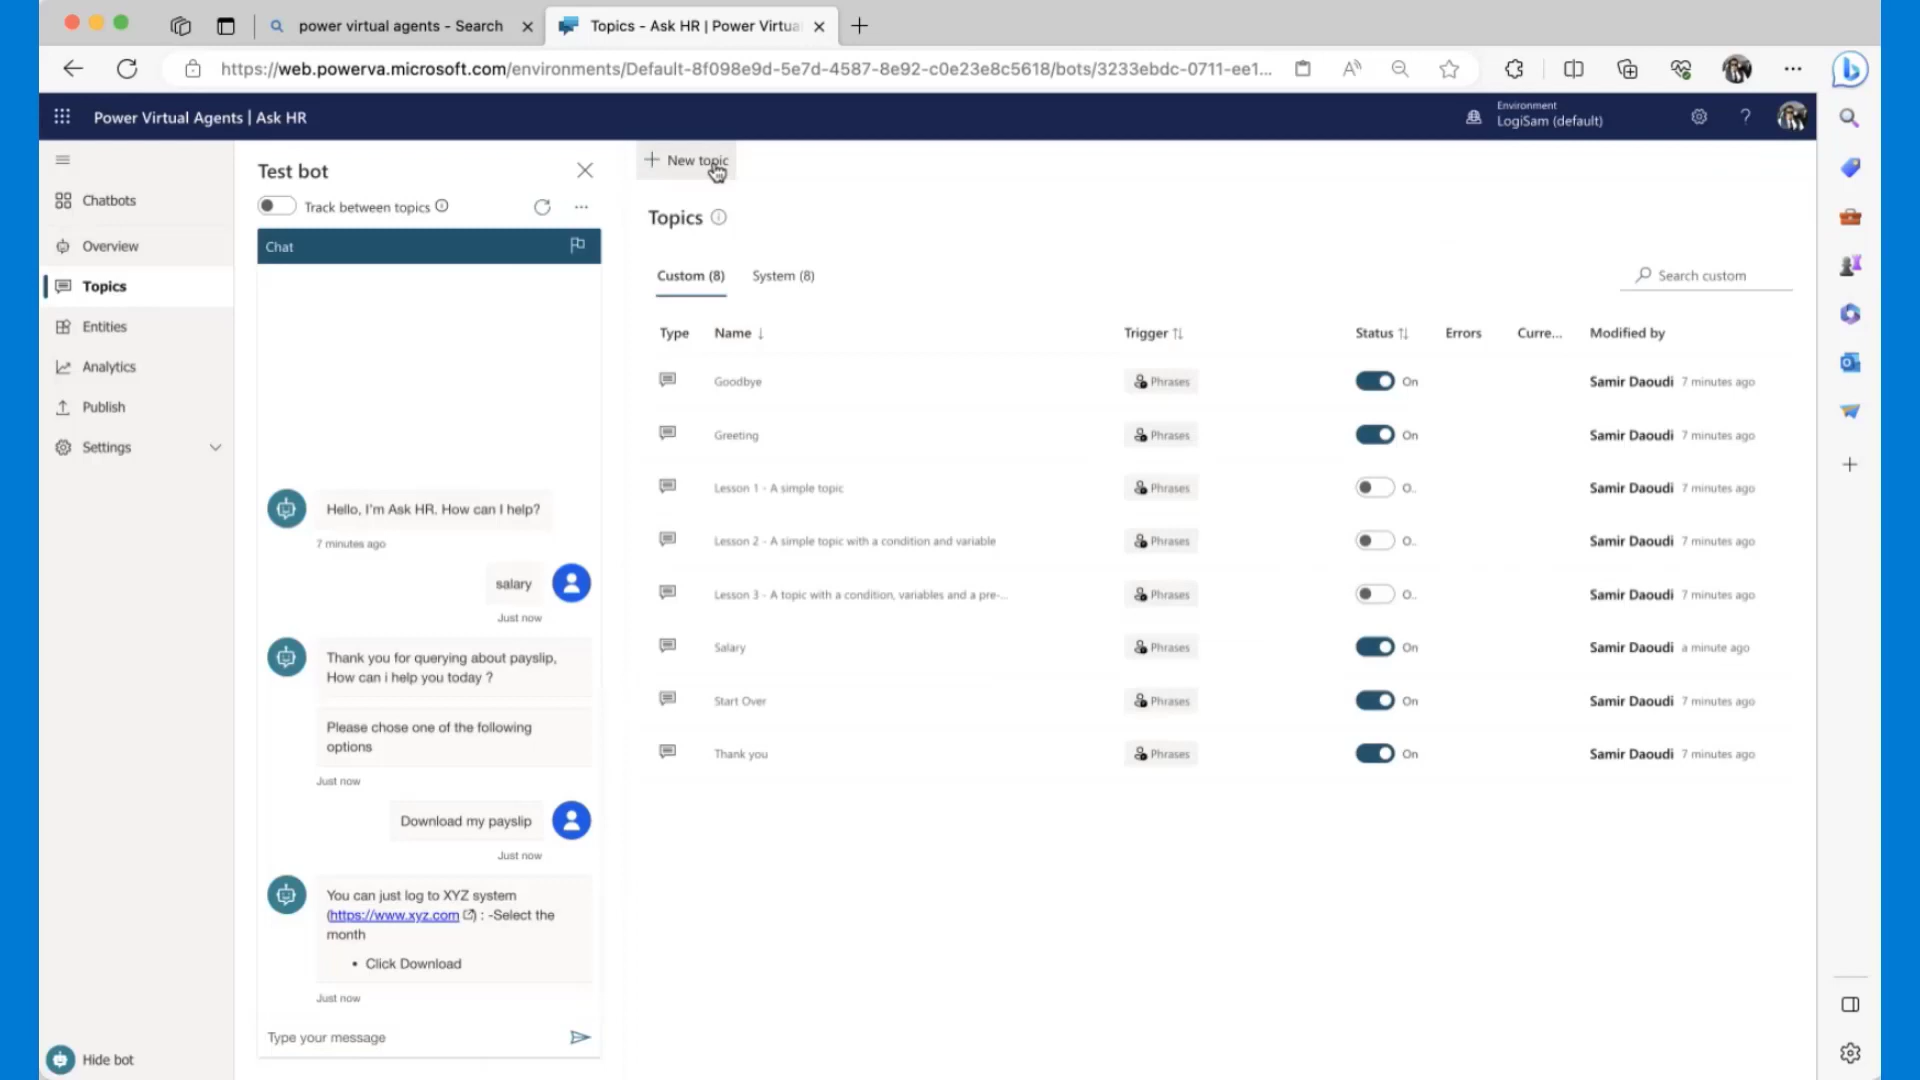 power virtual agents - Search
Topics - Ask HR | Power Virtua
https://web.powerva.microsoft.com/environments/Default-8f098e9d-5e7d-4587-8e92-c0e23e8c5618/bots/3233ebdc-0711-ee1...
Power Virtual Agents | Ask HR
Environment
LogiSam (default)
Chatbots
Overview
Topics
Entities
Analytics
Publish
Settings
Hide bot
Test bot
Track between topics
Chat
Hello, I'm Ask HR. How can I help?
7 minutes ago
salary
Just now
Thank you for querying about payslip,
How can i help you today ?
Please chose one of the following
options
Just now
Download my payslip
Just now
You can just log to XYZ system
(https://www.xyz.com) : -Select the
month
• Click Download
Just now
Type your message
New topic
Topics
Custom (8) System (8)
Search custom
Type Name Trigger Status Errors Curre... Modified by
Goodbye Phrases On Samir Daoudi 7 minutes ago
Greeting Phrases On Samir Daoudi 7 minutes ago
Lesson 1 - A simple topic Phrases O.. Samir Daoudi 7 minutes ago
Lesson 2 - A simple topic with a condition and variable Phrases O.. Samir Daoudi 7 minutes ago
Lesson 3 - A topic with a condition, variables and a pre-... Phrases O.. Samir Daoudi 7 minutes ago
Salary Phrases On Samir Daoudi a minute ago
Start Over Phrases On Samir Daoudi 7 minutes ago
Thank you Phrases On Samir Daoudi 7 minutes ago